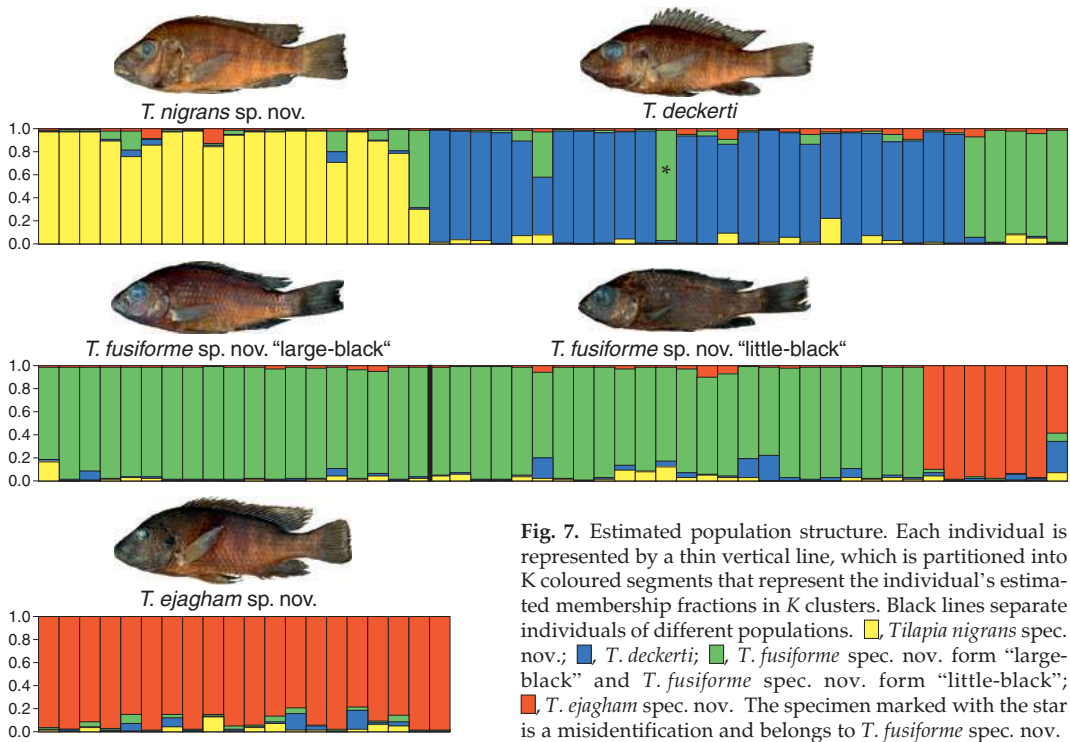 T. nigrans sp. nov.
T. deckerti
1.0
0.8
0.6
0.4
0.2
0.0
*
T. fusiforme sp. nov. “large-black“
T. fusiforme sp. nov. “little-black“
1.0
0.8
0.6
0.4
0.2
0.0
T. ejagham sp. nov.
1.0
0.8
0.6
0.4
0.2
0.0
Fig. 7. Estimated population structure. Each individual is
represented by a thin vertical line, which is partitioned into
K coloured segments that represent the individual’s estima-
ted membership fractions in K clusters. Black lines separate
individuals of different populations. , Tilapia nigrans spec.
nov.; , T. deckerti; , T. fusiforme spec. nov. form “large-
black” and T. fusiforme spec. nov. form “little-black”;
, T. ejagham spec. nov. The specimen marked with the star
is a misidentification and belongs to T. fusiforme spec. nov.